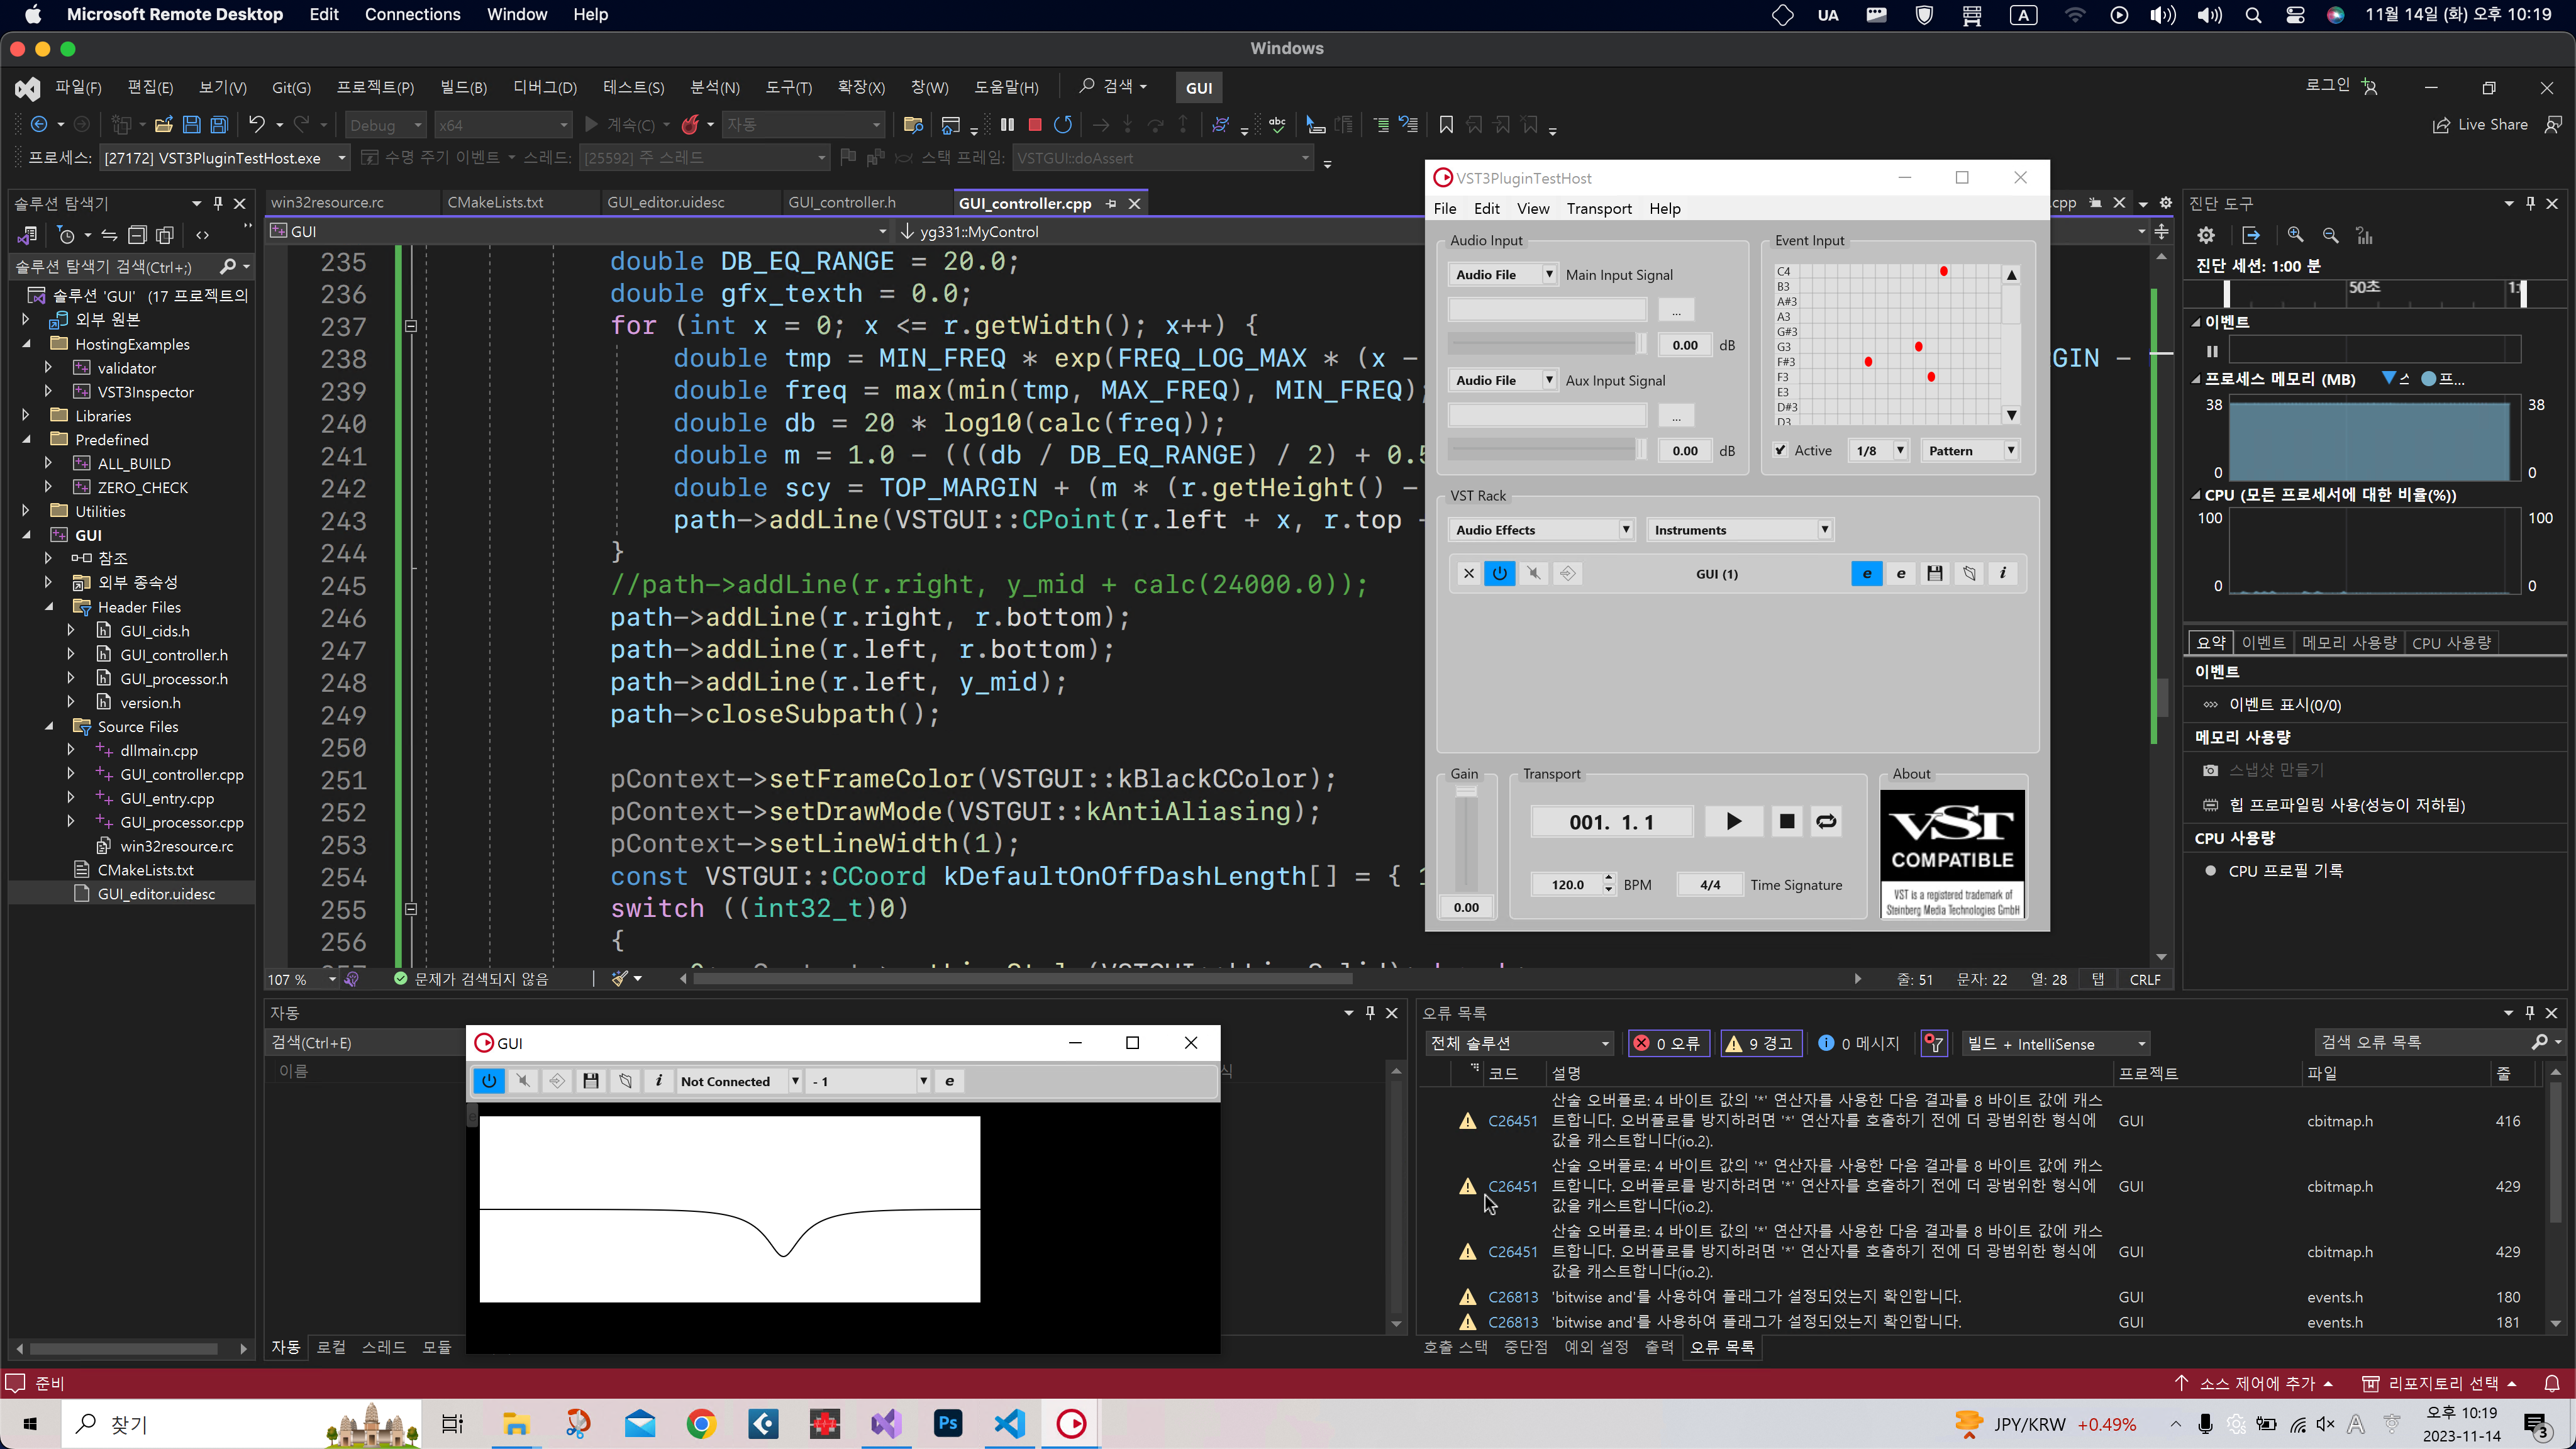 Microsoft Remote Desktop Edit Connections Window Help UA A 11월 14일 (화) 오후 10:19
Windows
파일(F) 편집(E) 보기(V) Git(G) 프로젝트(P) 빌드(B) 디버그(D) 테스트(S) 분석(N) 도구(T) 확장(X) 창(W) 도움말(H) 검색 GUI 로그인
Debug x64 계속(C) 자동 Live Share
프로세스: [27172] VST3PluginTestHost.exe 수명 주기 이벤트 스레드: [25592] 주 스레드 스택 프레임: VSTGUI::doAssert
솔루션 탐색기
솔루션 탐색기 검색(Ctrl+;)
솔루션 'GUI' (17 프로젝트의
외부 원본
HostingExamples
validator
VST3Inspector
Libraries
Predefined
ALL_BUILD
ZERO_CHECK
Utilities
GUI
참조
외부 종속성
Header Files
GUI_cids.h
GUI_controller.h
GUI_processor.h
version.h
Source Files
dllmain.cpp
GUI_controller.cpp
GUI_entry.cpp
GUI_processor.cpp
win32resource.rc
CMakeLists.txt
GUI_editor.uidesc
win32resource.rc CMakeLists.txt GUI_editor.uidesc GUI_controller.h GUI_controller.cpp .cpp
GUI yg331::MyControl
235 double DB_EQ_RANGE = 20.0;
236 double gfx_texth = 0.0;
237 for (int x = 0; x <= r.getWidth(); x++) {
238 double tmp = MIN_FREQ * exp(FREQ_LOG_MAX * (x - GIN -
239 double freq = max(min(tmp, MAX_FREQ), MIN_FREQ);
240 double db = 20 * log10(calc(freq));
241 double m = 1.0 - (((db / DB_EQ_RANGE) / 2) + 0.5
242 double scy = TOP_MARGIN + (m * (r.getHeight() -
243 path->addLine(VSTGUI::CPoint(r.left + x, r.top
244 }
245 //path->addLine(r.right, y_mid + calc(24000.0));
246 path->addLine(r.right, r.bottom);
247 path->addLine(r.left, r.bottom);
248 path->addLine(r.left, y_mid);
249 path->closeSubpath();
250
251 pContext->setFrameColor(VSTGUI::kBlackCColor);
252 pContext->setDrawMode(VSTGUI::kAntiAliasing);
253 pContext->setLineWidth(1);
254 const VSTGUI::CCoord kDefaultOnOffDashLength[] = {
255 switch ((int32_t)0)
256 {
107 % 문제가 검색되지 않음 줄: 51 문자: 22 열: 28 탭 CRLF
VST3PluginTestHost
File Edit View Transport Help
Audio Input
Audio File Main Input Signal
...
0.00 dB
Audio File Aux Input Signal
...
0.00 dB
Event Input
C4
B3
A#3
A3
G#3
G3
F#3
F3
E3
D#3
D3
Active 1/8 Pattern
VST Rack
Audio Effects Instruments
GUI (1) e e i
Gain
0.00
Transport
001. 1. 1
120.0 BPM 4/4 Time Signature
About
VST
COMPATIBLE
VST is a registered trademark of
Steinberg Media Technologies GmbH
진단 도구
진단 세션: 1:00 분
50초
이벤트
프로세스 메모리 (MB) 프...
38 38
0 0
CPU (모든 프로세서에 대한 비율(%))
100 100
0 0
요약 이벤트 메모리 사용량 CPU 사용량
이벤트
이벤트 표시(0/0)
메모리 사용량
스냅샷 만들기
힙 프로파일링 사용(성능이 저하됨)
CPU 사용량
CPU 프로필 기록
자동
검색(Ctrl+E)
이름
GUI
i Not Connected - 1 e
자동 로컬 스레드 모듈
오류 목록
전체 솔루션 0 오류 9 경고 0 메시지 빌드 + IntelliSense 검색 오류 목록
코드 설명 프로젝트 파일 줄
C26451 산술 오버플로: 4 바이트 값의 '*' 연산자를 사용한 다음 결과를 8 바이트 값에 캐스
트합니다. 오버플로를 방지하려면 '*' 연산자를 호출하기 전에 더 광범위한 형식에 GUI cbitmap.h 416
값을 캐스트합니다(io.2).
C26451 산술 오버플로: 4 바이트 값의 '*' 연산자를 사용한 다음 결과를 8 바이트 값에 캐스
트합니다. 오버플로를 방지하려면 '*' 연산자를 호출하기 전에 더 광범위한 형식에 GUI cbitmap.h 429
값을 캐스트합니다(io.2).
C26451 산술 오버플로: 4 바이트 값의 '*' 연산자를 사용한 다음 결과를 8 바이트 값에 캐스
트합니다. 오버플로를 방지하려면 '*' 연산자를 호출하기 전에 더 광범위한 형식에 GUI cbitmap.h 429
값을 캐스트합니다(io.2).
C26813 'bitwise and'를 사용하여 플래그가 설정되었는지 확인합니다. GUI events.h 180
C26813 'bitwise and'를 사용하여 플래그가 설정되었는지 확인합니다. GUI events.h 181
호출 스택 중단점 예외 설정 출력 오류 목록
준비 소스 제어에 추가 리포지토리 선택
찾기 Ps JPY/KRW +0.49% A 오후 10:19
2023-11-14 3